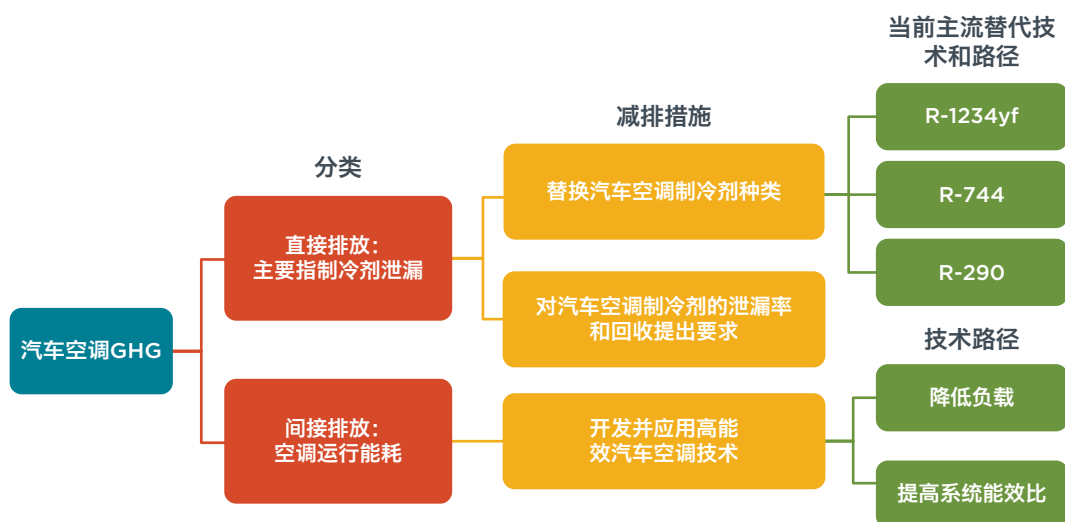 当前主流替代技
术和路径
减排措施
分类
R-1234yf
替换汽车空调制冷剂种类
R-744
直接排放：
主要指制冷剂泄漏
R-290
对汽车空调制冷剂的泄漏率
和回收提出要求
汽车空调GHG
技术路径
降低负载
间接排放：
空调运行能耗
开发并应用高能
效汽车空调技术
提高系统能效比